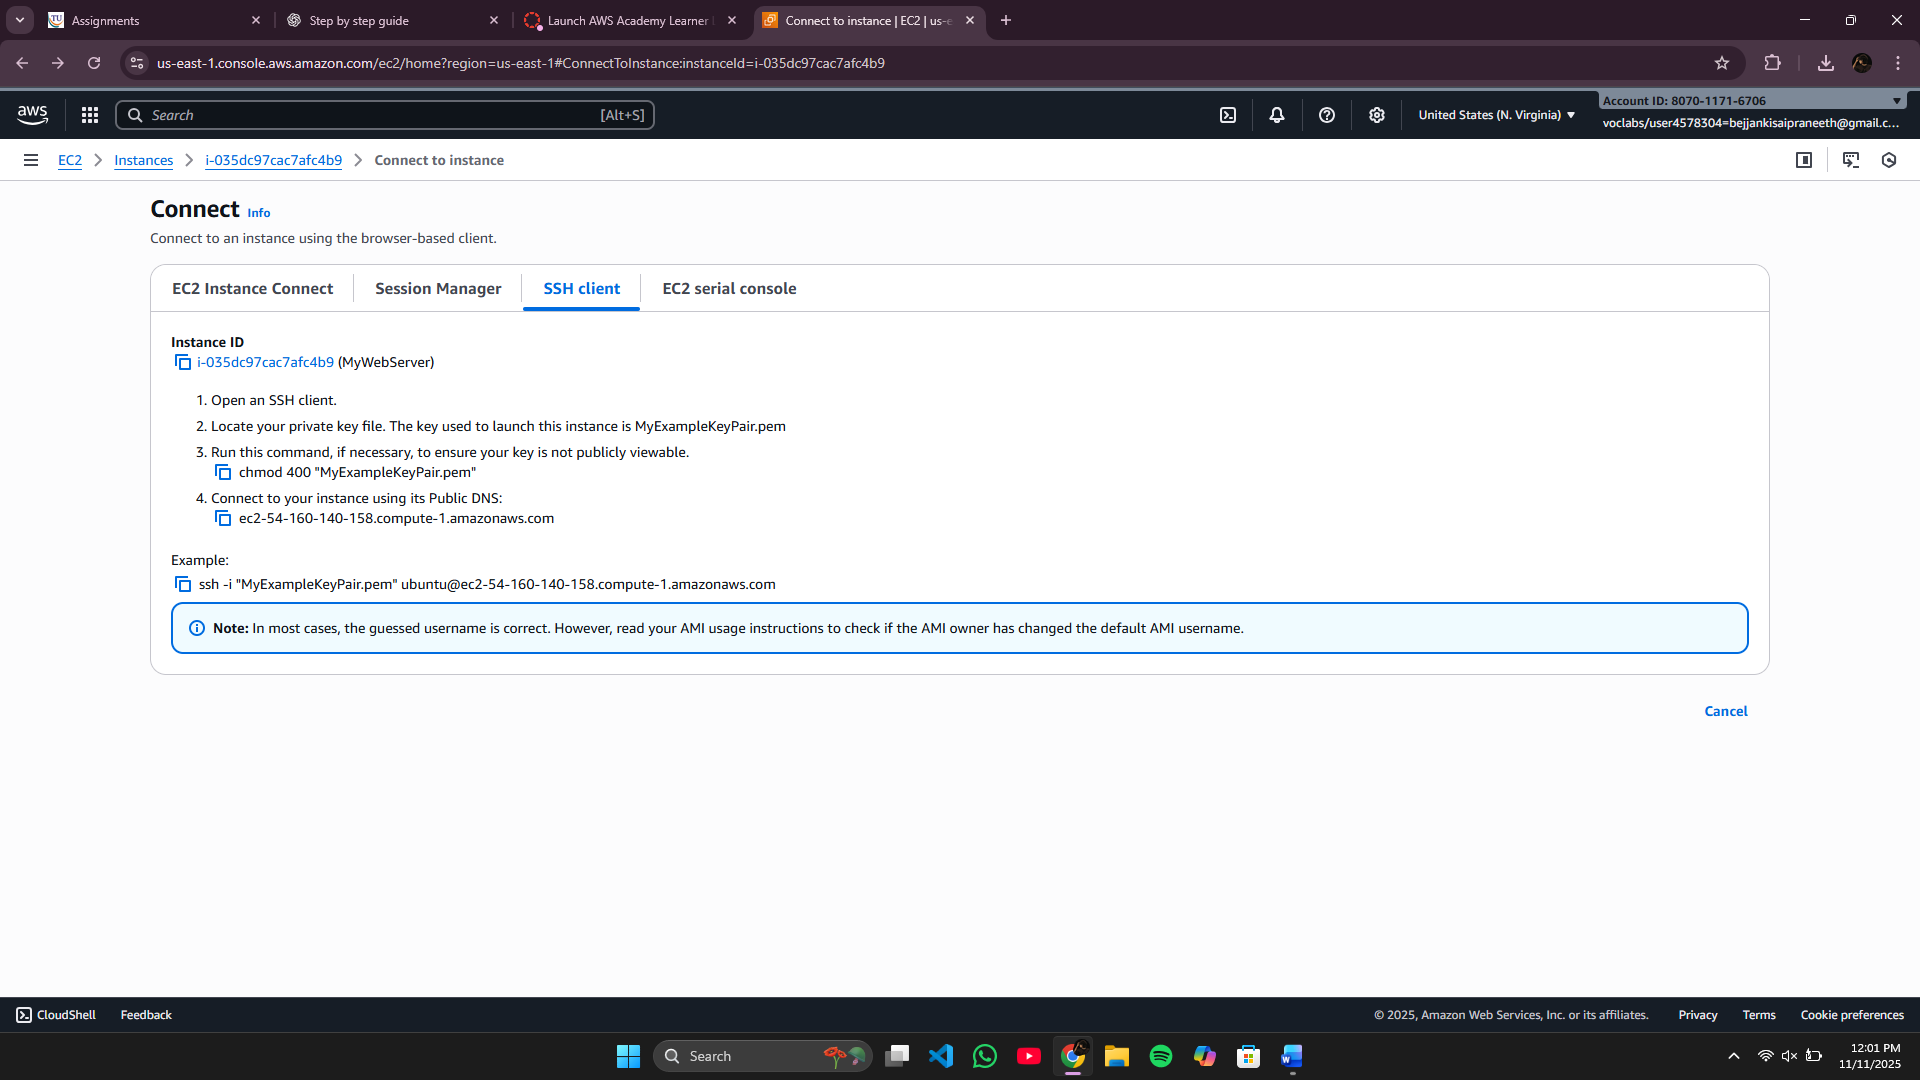 Assignments
Step by step guide
Launch AWS Academy Learner
Connect to instance | EC2 | us-e
us-east-1.console.aws.amazon.com/ec2/home?region=us-east-1#ConnectToInstance:instanceId=i-035dc97cac7afc4b9
aws
Search
[Alt+S]
United States (N. Virginia)
Account ID: 8070-1171-6706
voclabs/user4578304=bejjankisaipraneeth@gmail.c...
EC2
Instances
i-035dc97cac7afc4b9
Connect to instance
Connect Info
Connect to an instance using the browser-based client.
EC2 Instance Connect
Session Manager
SSH client
EC2 serial console
Instance ID
i-035dc97cac7afc4b9 (MyWebServer)
1. Open an SSH client.
2. Locate your private key file. The key used to launch this instance is MyExampleKeyPair.pem
3. Run this command, if necessary, to ensure your key is not publicly viewable.
chmod 400 "MyExampleKeyPair.pem"
4. Connect to your instance using its Public DNS:
ec2-54-160-140-158.compute-1.amazonaws.com
Example:
ssh -i "MyExampleKeyPair.pem" ubuntu@ec2-54-160-140-158.compute-1.amazonaws.com
Note: In most cases, the guessed username is correct. However, read your AMI usage instructions to check if the AMI owner has changed the default AMI username.
Cancel
CloudShell
Feedback
© 2025, Amazon Web Services, Inc. or its affiliates.
Privacy
Terms
Cookie preferences
Search
12:01 PM
11/11/2025